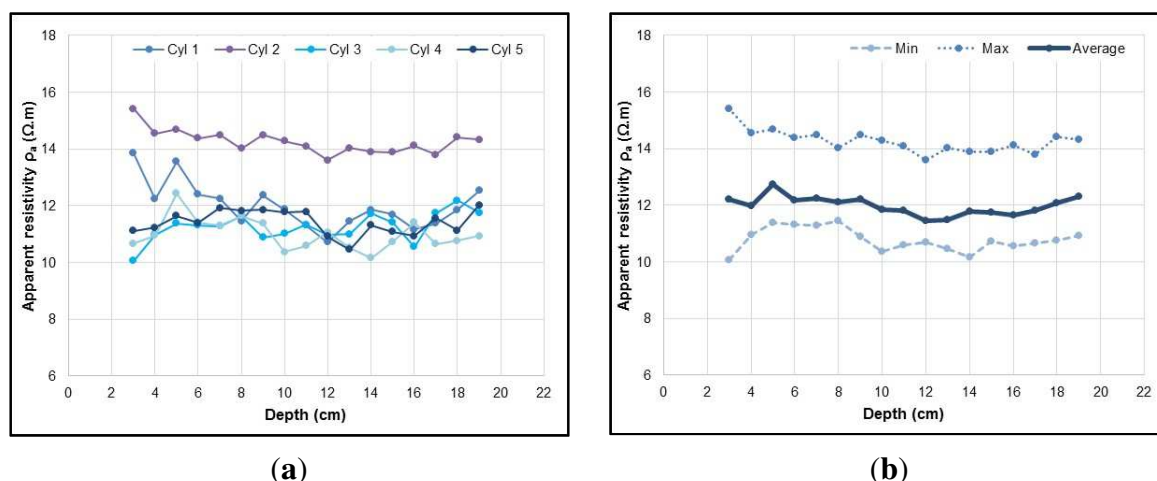 Cyl 1 Cyl 2 Cyl 3 Cyl 4 Cyl 5
Apparent resistivity ρa (Ω.m)
18
16
14
12
10
8
6
0 2 4 6 8 10 12 14 16 18 20 22
Depth (cm)
(a)
Min Max Average
Apparent resistivity ρa (Ω.m)
18
16
14
12
10
8
6
0 2 4 6 8 10 12 14 16 18 20 22
Depth (cm)
(b)